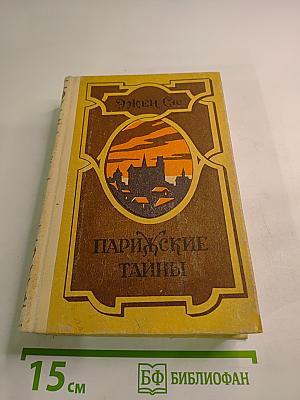 Эжен Сю
ПАРИЖСКИЕ
ТАЙНЫ
15 см
БФ БИБЛИОФАН